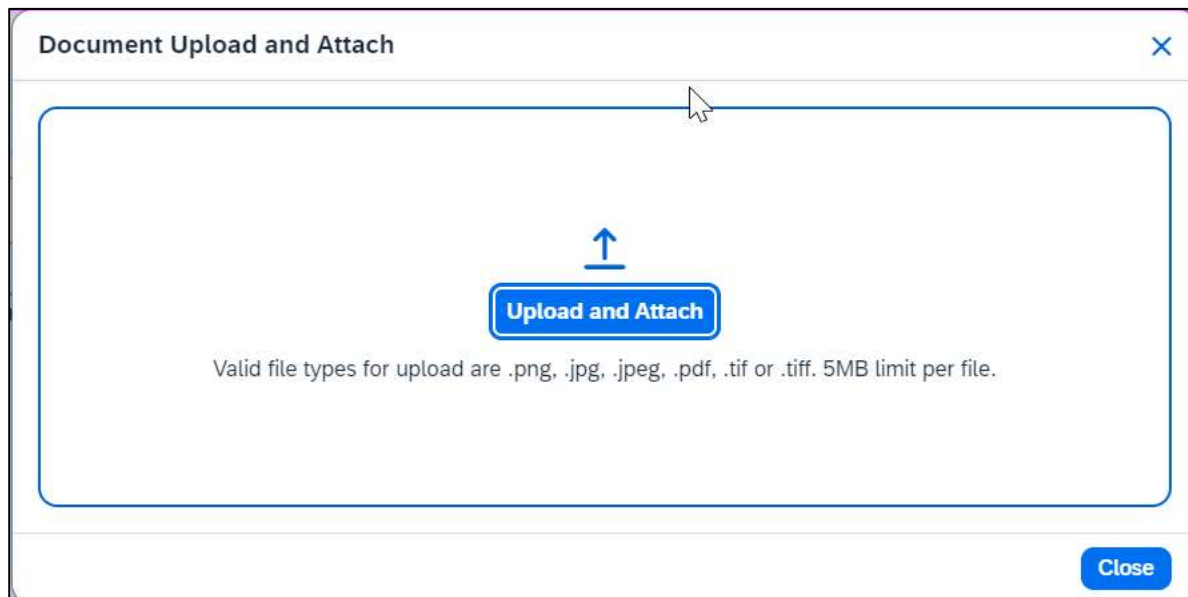 Document Upload and Attach
Upload and Attach
Valid file types for upload are .png, .jpg, .jpeg, .pdf, .tif or .tiff. 5MB limit per file.
Close